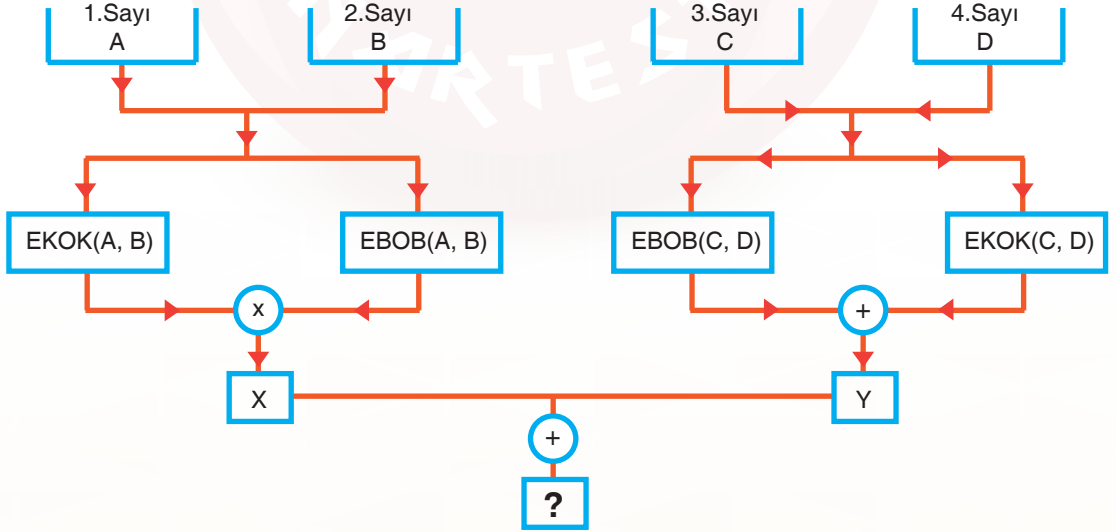 1.Sayı
A
2.Sayı
B
3.Sayı
C
4.Sayı
D
EKOK(A, B)
EBOB(A, B)
EBOB(C, D)
EKOK(C, D)
x
+
X
Y
+
?